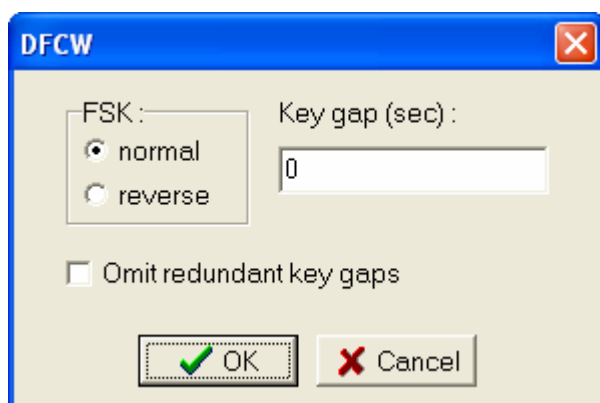 DFCW
FSK :
normal
reverse
Key gap (sec) :
0
Omit redundant key gaps
OK
Cancel